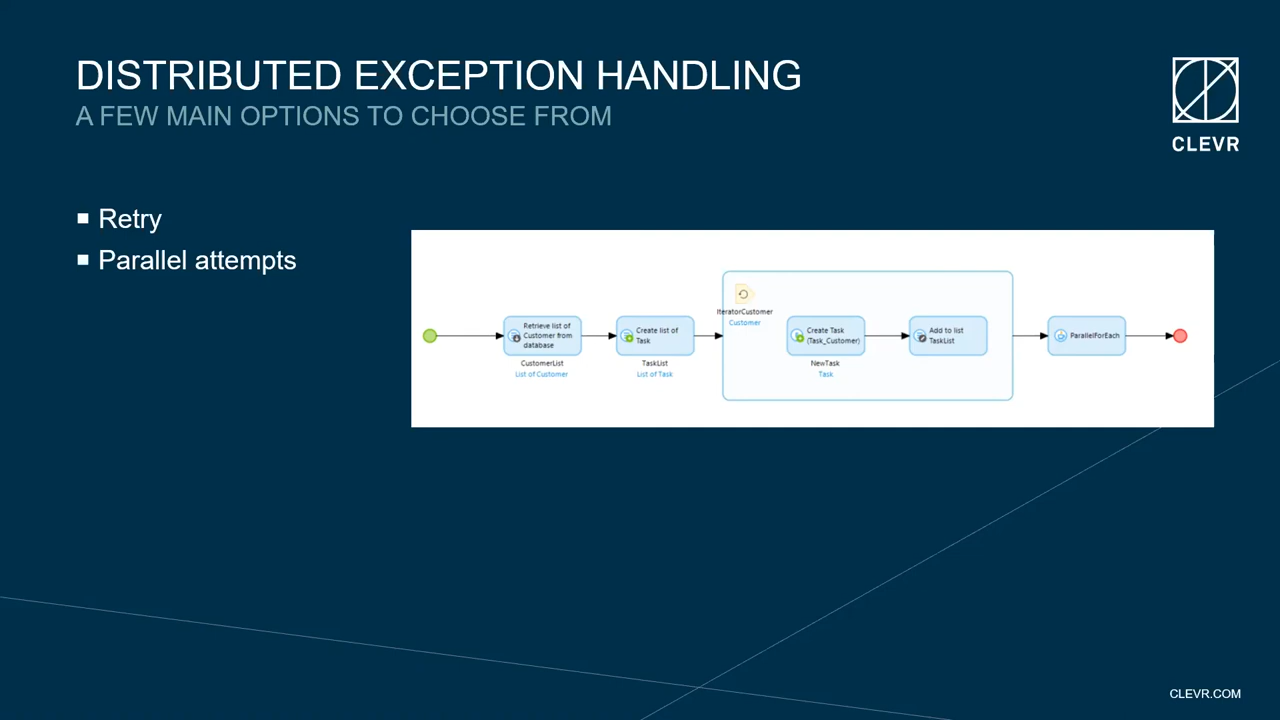 DISTRIBUTED EXCEPTION HANDLING
A FEW MAIN OPTIONS TO CHOOSE FROM
CLEVR
Retry
Parallel attempts
Retrieve list of
Customer from
database
CustomerList
List of Customer
Create list of
Task
TaskList
List of Task
IteratorCustomer
Customer
Create Task
(Task_Customer)
NewTask
Task
Add to list
TaskList
ParallelForEach
CLEVR.COM